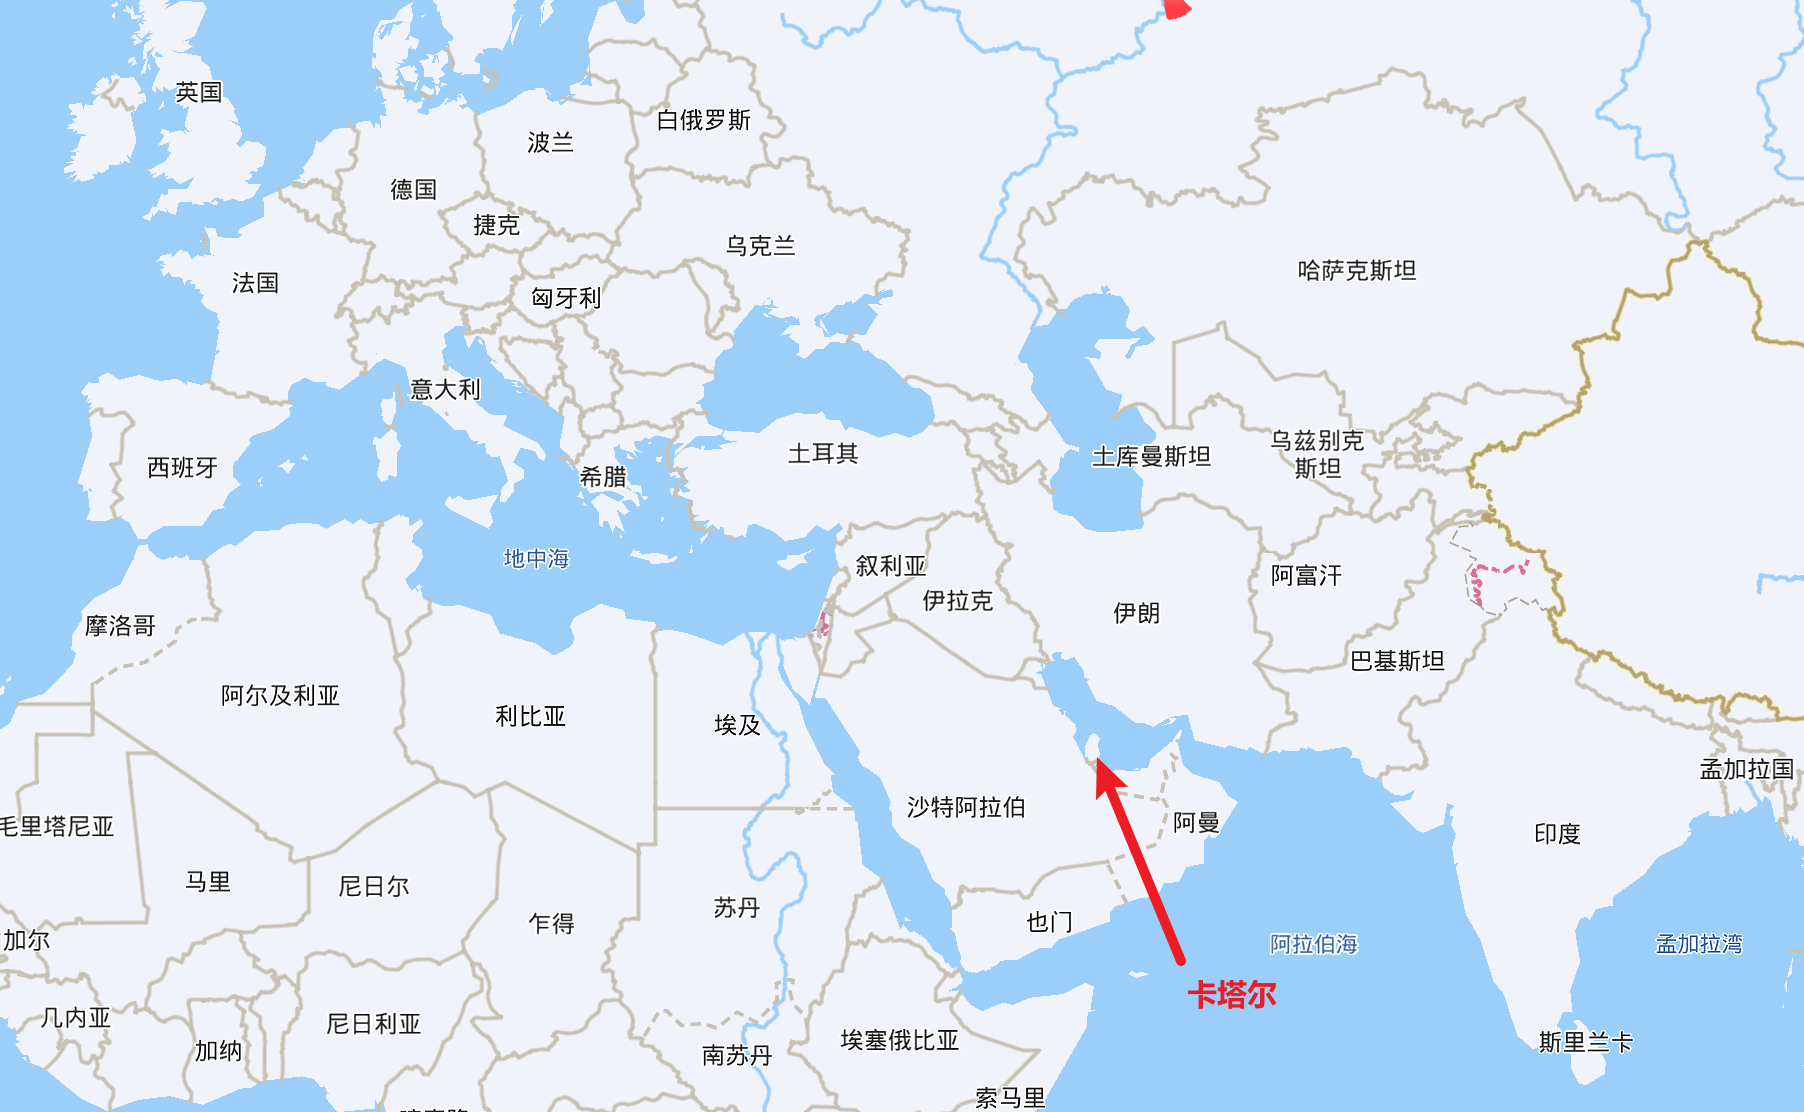 英国
白俄罗斯
波兰
德国
捷克
乌克兰
哈萨克斯坦
法国
匈牙利
意大利
土耳其
乌兹别克
斯坦
土库曼斯坦
西班牙
希腊
地中海
叙利亚
阿富汗
伊拉克
伊朗
摩洛哥
巴基斯坦
阿尔及利亚
利比亚
埃及
孟加拉国
沙特阿拉伯
阿曼
毛里塔尼亚
印度
马里
尼日尔
苏丹
乍得
也门
加尔
阿拉伯海
孟加拉湾
卡塔尔
几内亚
尼日利亚
加纳
埃塞俄比亚
斯里兰卡
南苏丹
索马里